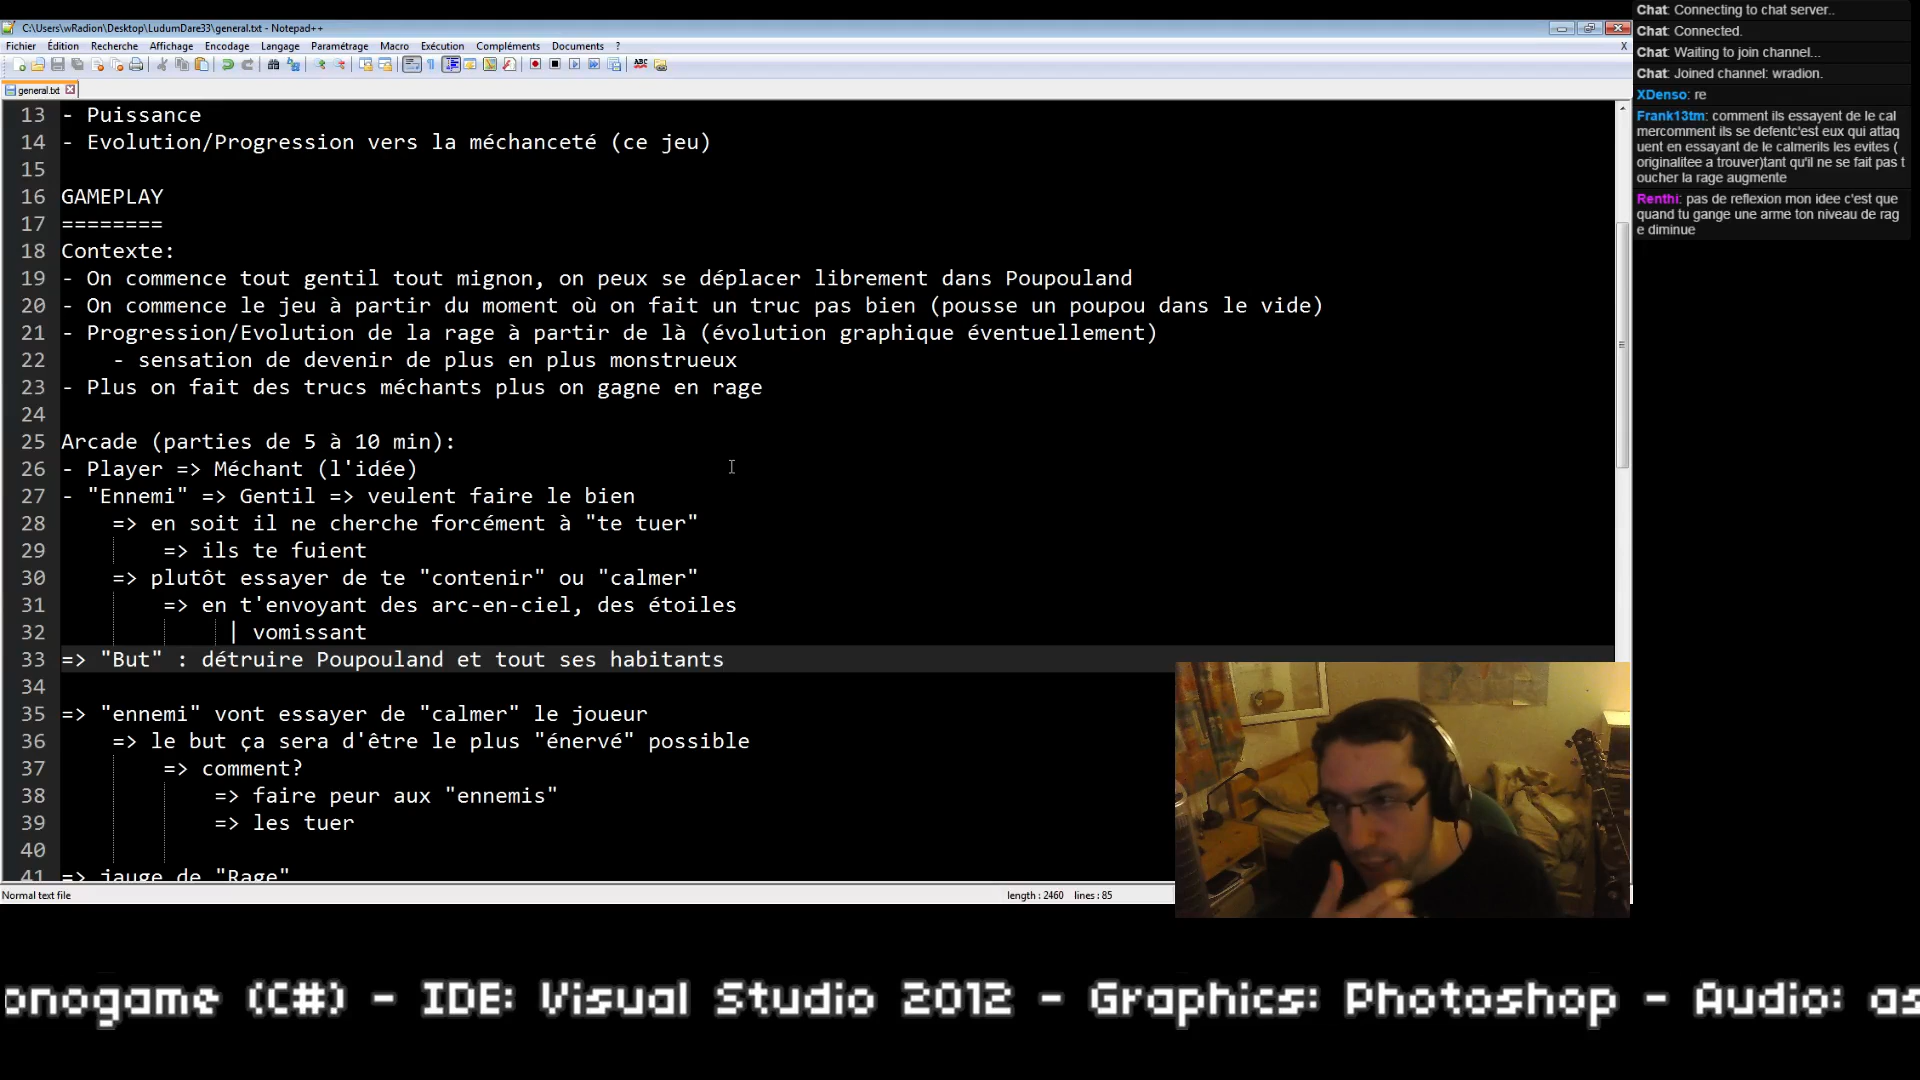 C:\Users\wRadion\Desktop\LudumDare33\general.txt - Notepad++
Fichier Édition Recherche Affichage Encodage Langage Paramétrage Macro Exécution Compléments Documents ? X
general.txt
13 - Puissance
14 - Evolution/Progression vers la méchanceté (ce jeu)
15
16 GAMEPLAY
17 ========
18 Contexte:
19 - On commence tout gentil tout mignon, on peux se déplacer librement dans Poupouland
20 - On commence le jeu à partir du moment où on fait un truc pas bien (pousse un poupou dans le vide)
21 - Progression/Evolution de la rage à partir de là (évolution graphique éventuellement)
22 - sensation de devenir de plus en plus monstrueux
23 - Plus on fait des trucs méchants plus on gagne en rage
24
25 Arcade (parties de 5 à 10 min):
26 - Player => Méchant (l'idée)
27 - "Ennemi" => Gentil => veulent faire le bien
28 => en soit il ne cherche forcément à "te tuer"
29 => ils te fuient
30 => plutôt essayer de te "contenir" ou "calmer"
31 => en t'envoyant des arc-en-ciel, des étoiles
32 | vomissant
33 => "But" : détruire Poupouland et tout ses habitants
34
35 => "ennemi" vont essayer de "calmer" le joueur
36 => le but ça sera d'être le plus "énervé" possible
37 => comment?
38 => faire peur aux "ennemis"
39 => les tuer
40
41 => jauge de "Rage"
Normal text file length : 2460 lines : 85
Chat: Connecting to chat server..
Chat: Connected.
Chat: Waiting to join channel...
Chat: Joined channel: wradion.
XDenso: re
Frank13tm: comment ils essayent de le cal
mercomment ils se defentc'est eux qui attaq
uent en essayant de le calmerils les evites (
originalitee a trouver)tant qu'il ne se fait pas t
oucher la rage augmente
Renthi: pas de reflexion mon idee c'est que
quand tu gange une arme ton niveau de rag
e diminue
onogame (C#) - IDE: Visual Studio 2012 - Graphics: Photoshop - Audio: as